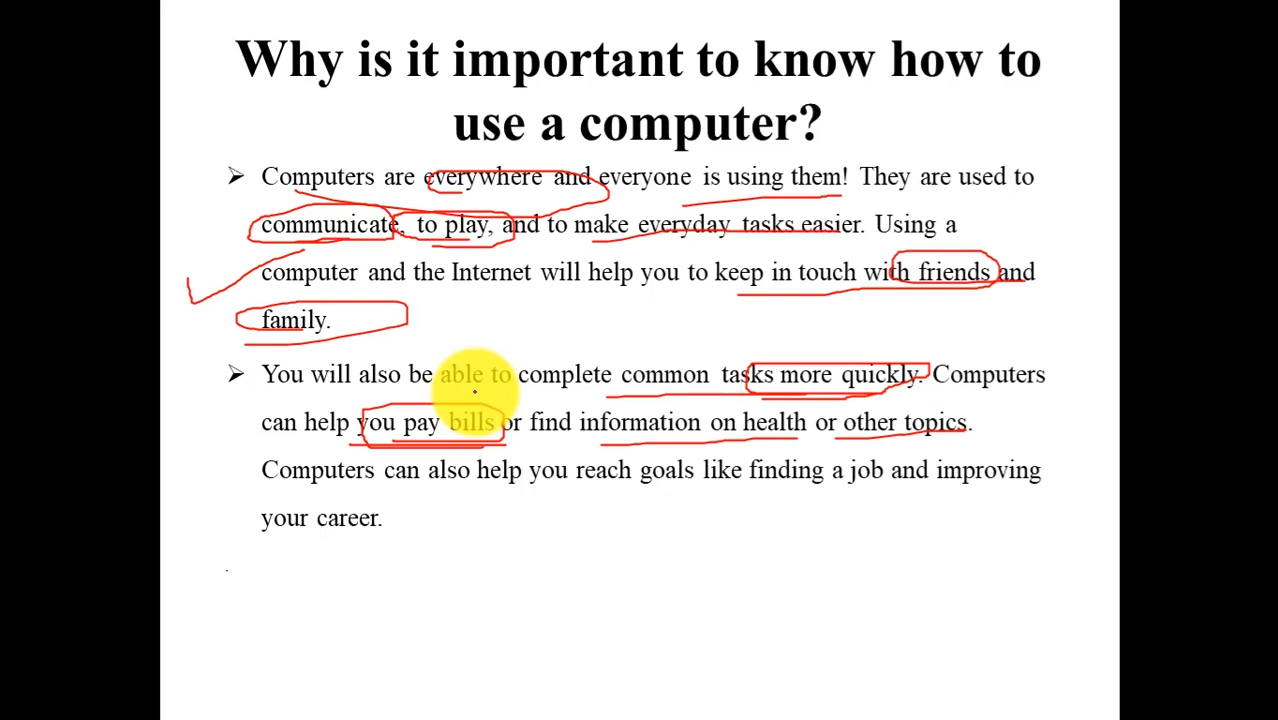 Why is it important to know how to
use a computer?
➢ Computers are everywhere and everyone is using them! They are used to
communicate, to play, and to make everyday tasks easier. Using a
computer and the Internet will help you to keep in touch with friends and
family.
➢ You will also be able to complete common tasks more quickly. Computers
can help you pay bills or find information on health or other topics.
Computers can also help you reach goals like finding a job and improving
your career.
.